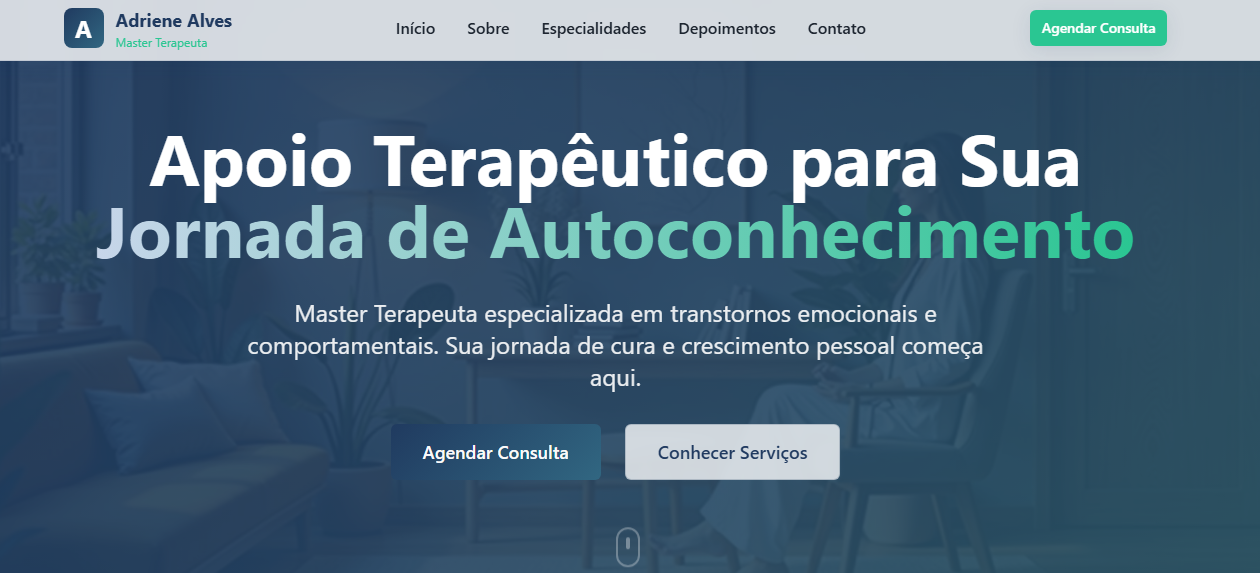 A
Adriene Alves
Master Terapeuta
Início
Sobre
Especialidades
Depoimentos
Contato
Agendar Consulta
Apoio Terapêutico para Sua
Jornada de Autoconhecimento
Master Terapeuta especializada em transtornos emocionais e
comportamentais. Sua jornada de cura e crescimento pessoal começa
aqui.
Agendar Consulta
Conhecer Serviços